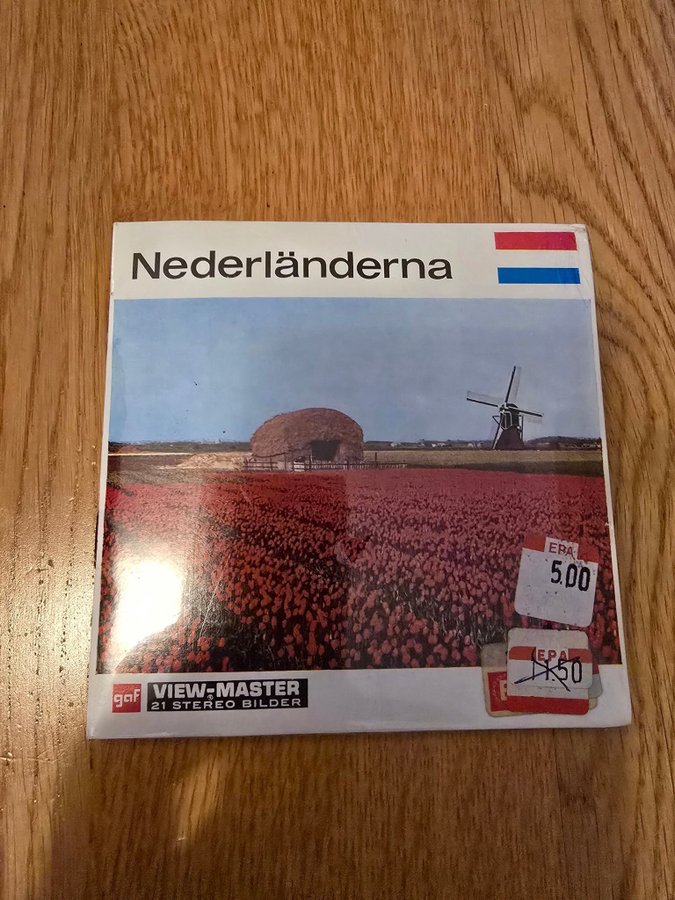 Nederländerna
EPA
5.00
EPA
11.50
gaf VIEW-MASTER
21 STEREO BILDER